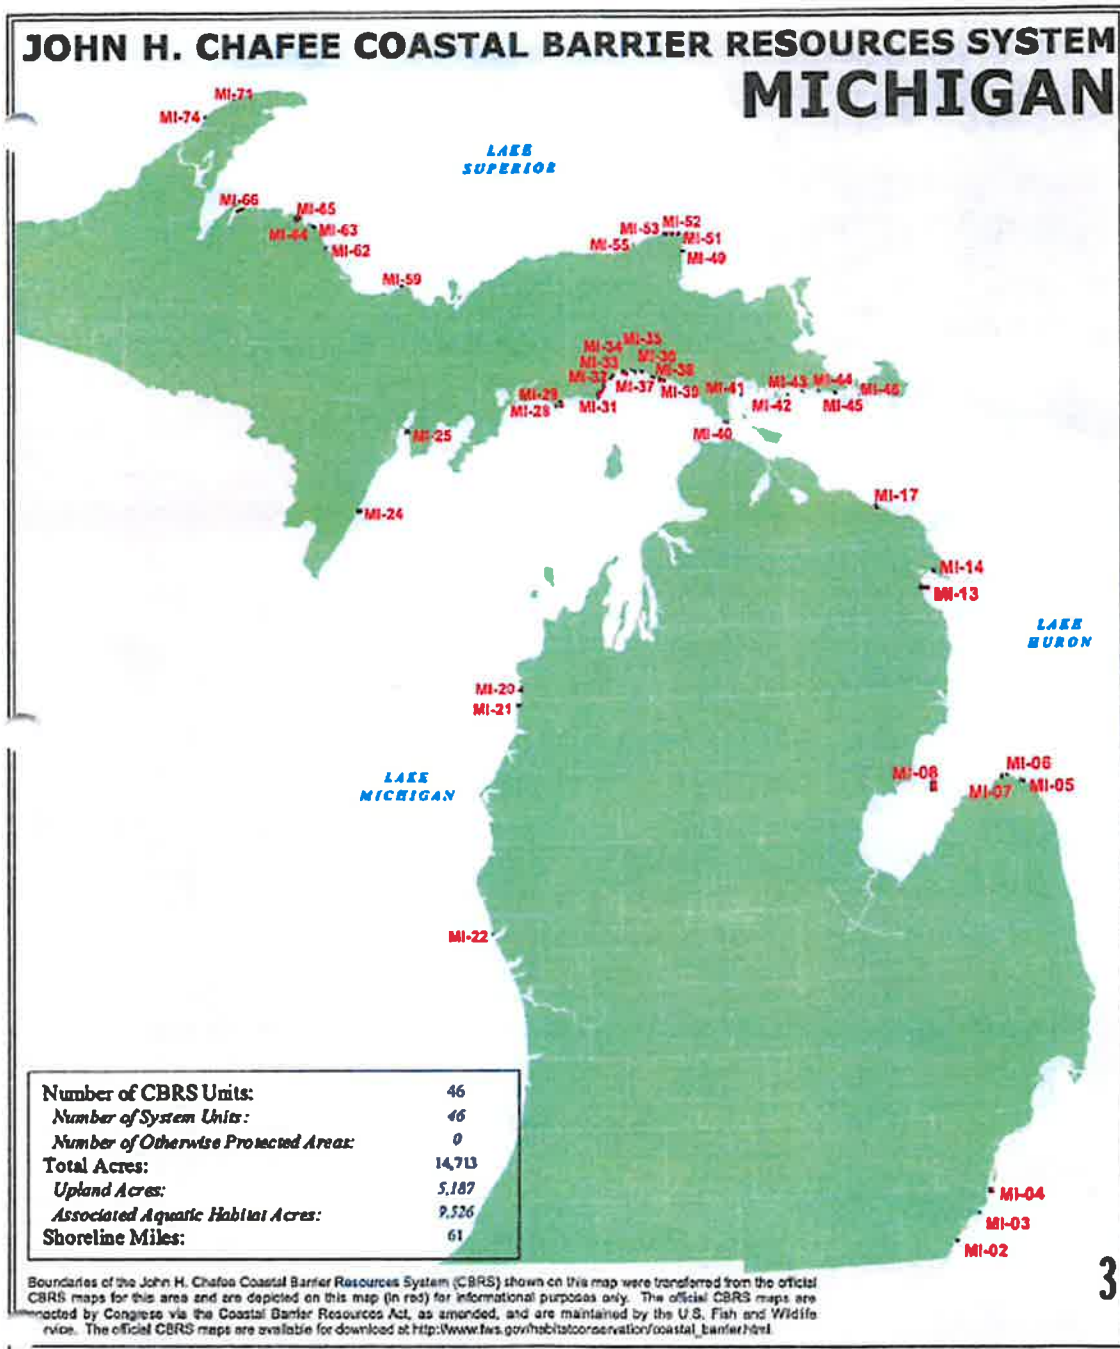 JOHN H. CHAFEE COASTAL BARRIER RESOURCES SYSTEM
MICHIGAN
MI-71
MI-74
LAKE
SUPERIOR
MI-66
MI-65
MI-64
MI-63
MI-62
MI-59
MI-53
MI-52
MI-51
MI-55
MI-49
MI-35
MI-34
MI-33
MI-38
MI-37
MI-39
MI-31
MI-29
MI-28
MI-41
MI-43
MI-44
MI-46
MI-42
MI-45
MI-40
MI-25
MI-24
MI-17
MI-14
MI-13
LAKE
HURON
MI-20
MI-21
LAKE
MICHIGAN
MI-08
MI-06
MI-07
MI-05
MI-22
Number of CBRS Units: 46
Number of System Units: 46
Number of Otherwise Protected Areas: 0
Total Acres: 14,713
Upland Acres: 5,187
Associated Aquatic Habitat Acres: 9,526
Shoreline Miles: 61
MI-04
MI-03
MI-02
3
Boundaries of the John H. Chafee Coastal Barrier Resources System (CBRS) shown on this map were transferred from the official
CBRS maps for this area and are depicted on this map (in red) for informational purposes only. The official CBRS maps are
enacted by Congress via the Coastal Barrier Resources Act, as amended, and are maintained by the U.S. Fish and Wildlife
rvice. The official CBRS maps are available for download at http://www.fws.gov/habitatconservation/coastal_barrier.html